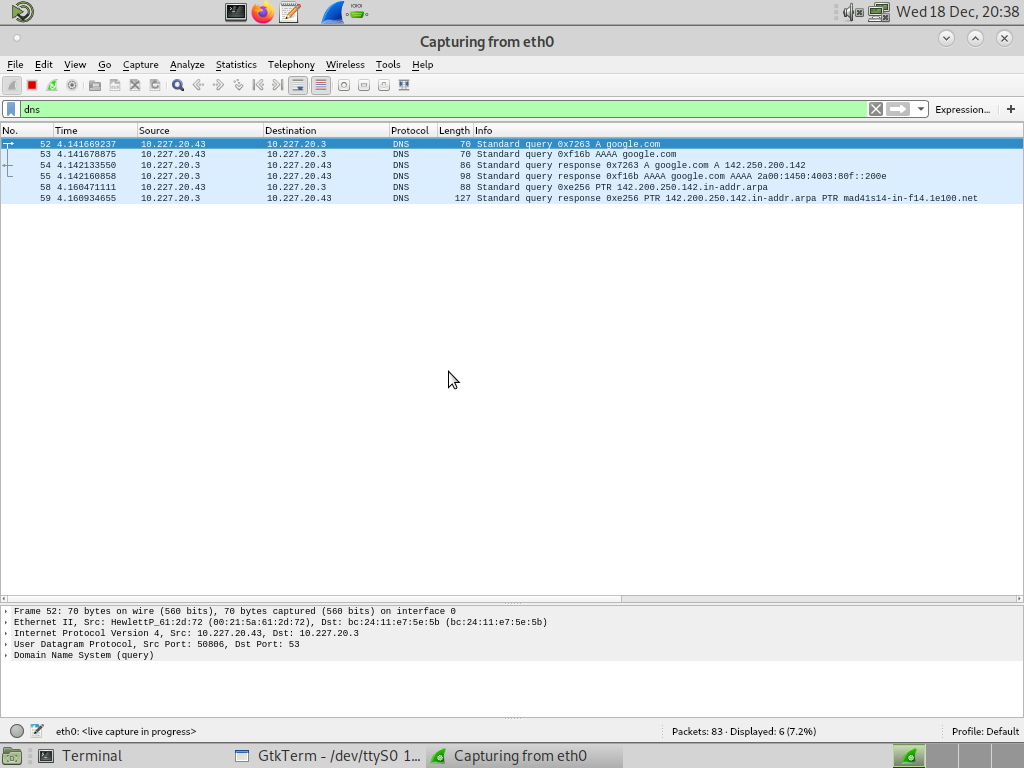 Wed 18 Dec, 20:38
Capturing from eth0
File Edit View Go Capture Analyze Statistics Telephony Wireless Tools Help
dns Expression... +
No. Time Source Destination Protocol Length Info
52 4.141669237 10.227.20.43 10.227.20.3 DNS 70 Standard query 0x7263 A google.com
53 4.141678875 10.227.20.43 10.227.20.3 DNS 70 Standard query 0xf16b AAAA google.com
54 4.142133550 10.227.20.3 10.227.20.43 DNS 86 Standard query response 0x7263 A google.com A 142.250.200.142
55 4.142160858 10.227.20.3 10.227.20.43 DNS 98 Standard query response 0xf16b AAAA google.com AAAA 2a00:1450:4003:80f::200e
58 4.160471111 10.227.20.43 10.227.20.3 DNS 88 Standard query 0xe256 PTR 142.200.250.142.in-addr.arpa
59 4.160934655 10.227.20.3 10.227.20.43 DNS 127 Standard query response 0xe256 PTR 142.200.250.142.in-addr.arpa PTR mad41s14-in-f14.1e100.net
Frame 52: 70 bytes on wire (560 bits), 70 bytes captured (560 bits) on interface 0
Ethernet II, Src: HewlettP_61:2d:72 (00:21:5a:61:2d:72), Dst: bc:24:11:e7:5e:5b (bc:24:11:e7:5e:5b)
Internet Protocol Version 4, Src: 10.227.20.43, Dst: 10.227.20.3
User Datagram Protocol, Src Port: 50806, Dst Port: 53
Domain Name System (query)
eth0: <live capture in progress> Packets: 83 · Displayed: 6 (7.2%) Profile: Default
Terminal GtkTerm - /dev/ttyS0 1... Capturing from eth0